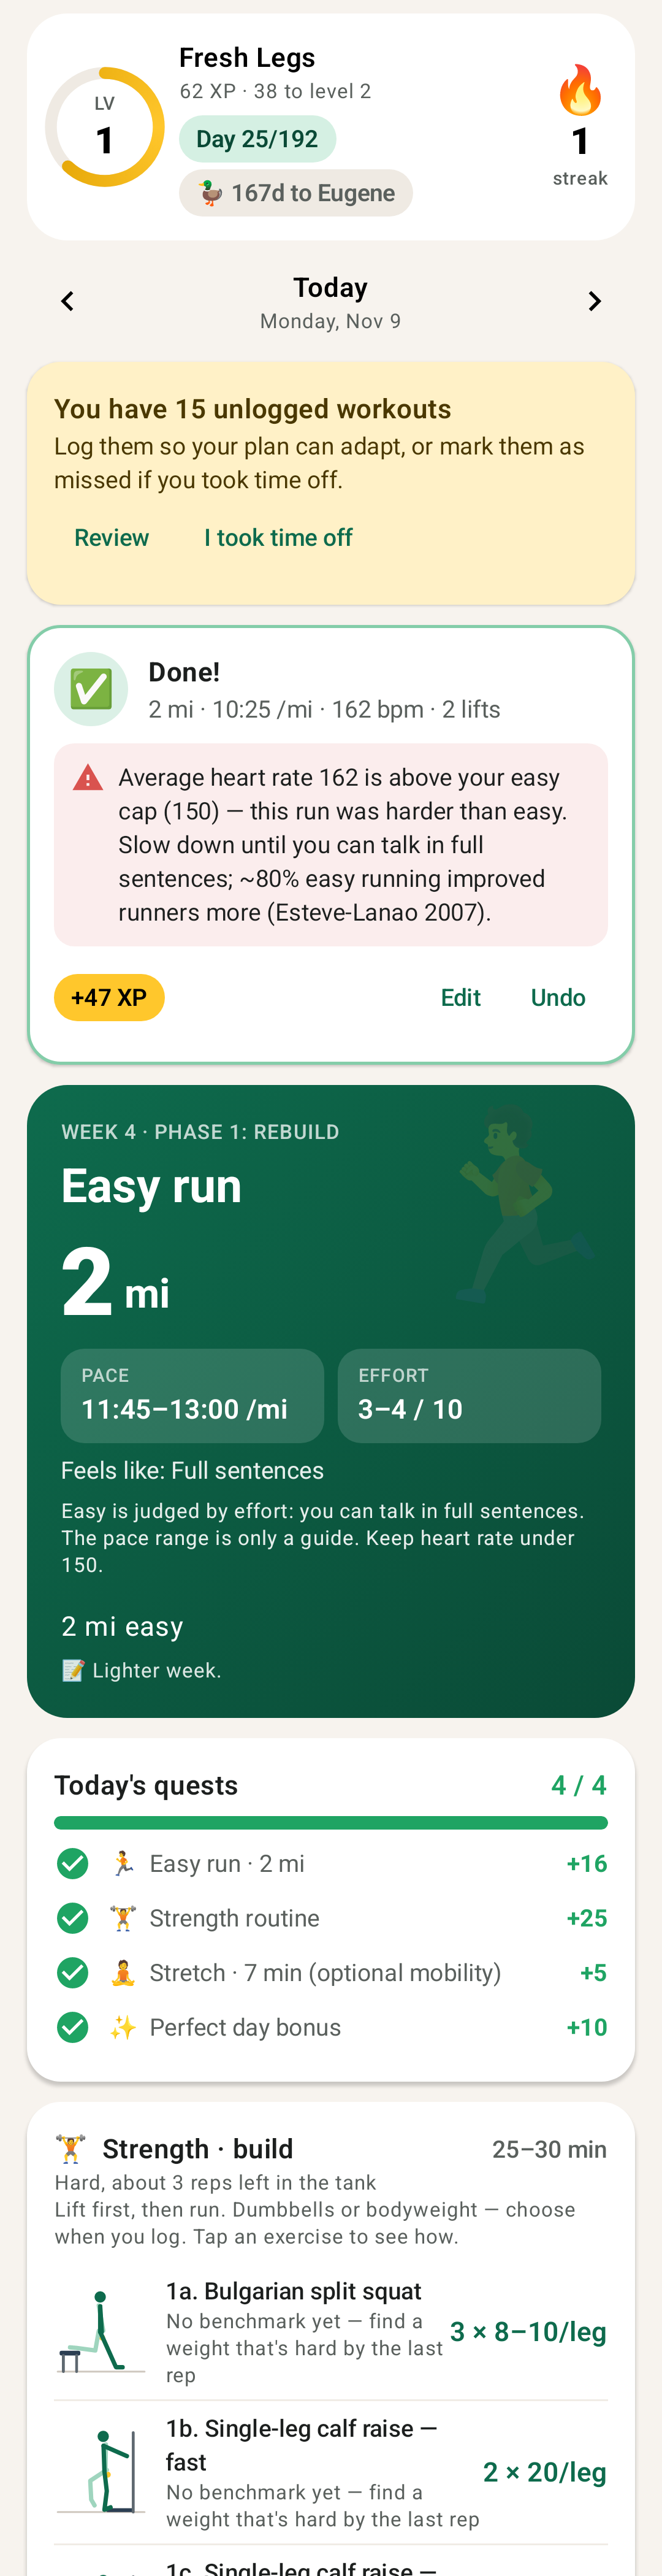 Fresh Legs
LV
1
62 XP · 38 to level 2
Day 25/192
167d to Eugene
1
streak
Today
Monday, Nov 9
You have 15 unlogged workouts
Log them so your plan can adapt, or mark them as
missed if you took time off.
Review
I took time off
Done!
2 mi · 10:25 /mi · 162 bpm · 2 lifts
Average heart rate 162 is above your easy
cap (150) — this run was harder than easy.
Slow down until you can talk in full
sentences; ~80% easy running improved
runners more (Esteve-Lanao 2007).
+47 XP
Edit
Undo
WEEK 4 · PHASE 1: REBUILD
Easy run
2 mi
PACE
11:45–13:00 /mi
EFFORT
3–4 / 10
Feels like: Full sentences
Easy is judged by effort: you can talk in full sentences.
The pace range is only a guide. Keep heart rate under
150.
2 mi easy
Lighter week.
Today's quests
4 / 4
Easy run · 2 mi
+16
Strength routine
+25
Stretch · 7 min (optional mobility)
+5
Perfect day bonus
+10
Strength · build
25–30 min
Hard, about 3 reps left in the tank
Lift first, then run. Dumbbells or bodyweight — choose
when you log. Tap an exercise to see how.
1a. Bulgarian split squat
No benchmark yet — find a
weight that's hard by the last
rep
3 × 8–10/leg
1b. Single-leg calf raise —
fast
No benchmark yet — find a
weight that's hard by the last rep
2 × 20/leg
1c. Single-leg calf raise —